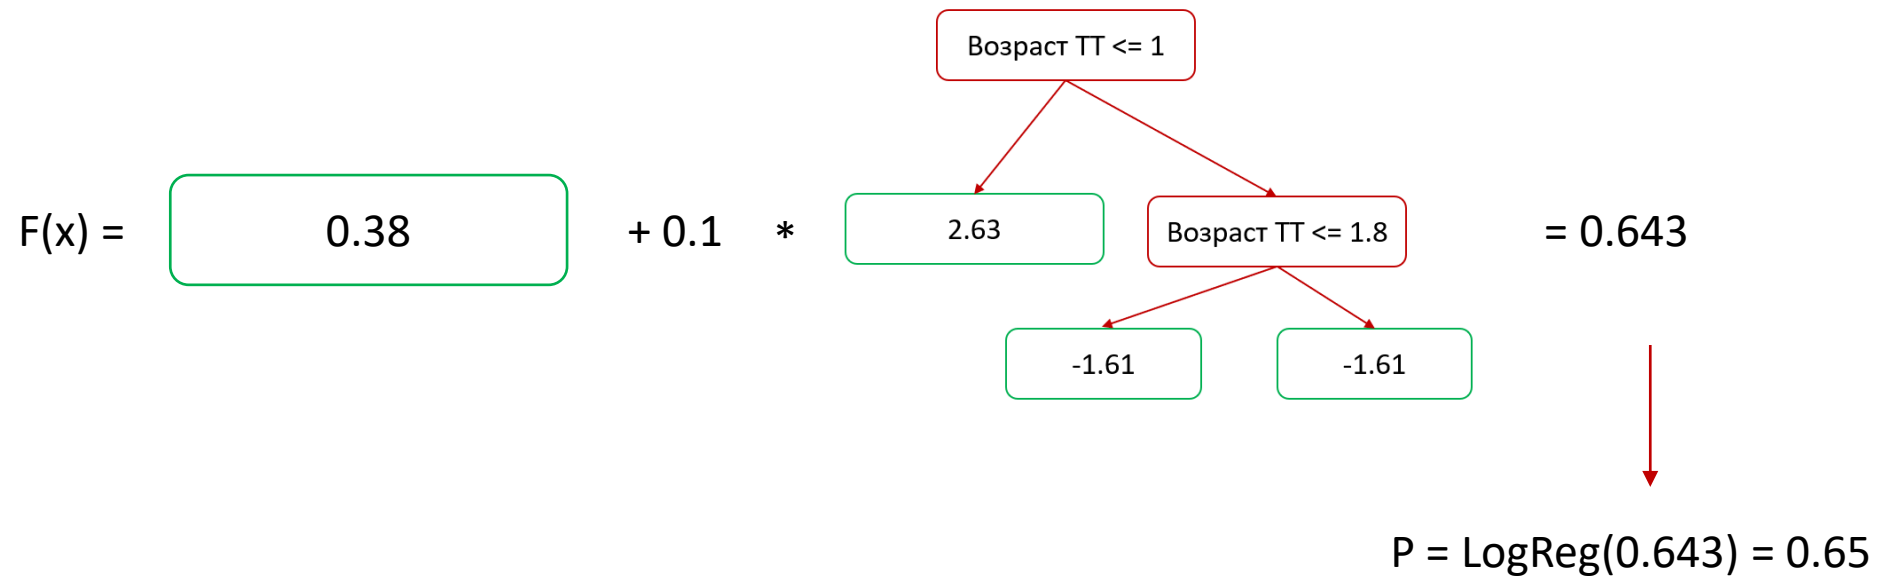 Возраст ТТ <= 1
F(x) = 0.38 + 0.1 * 2.63 Возраст ТТ <= 1.8 = 0.643
-1.61 -1.61
P = LogReg(0.643) = 0.65